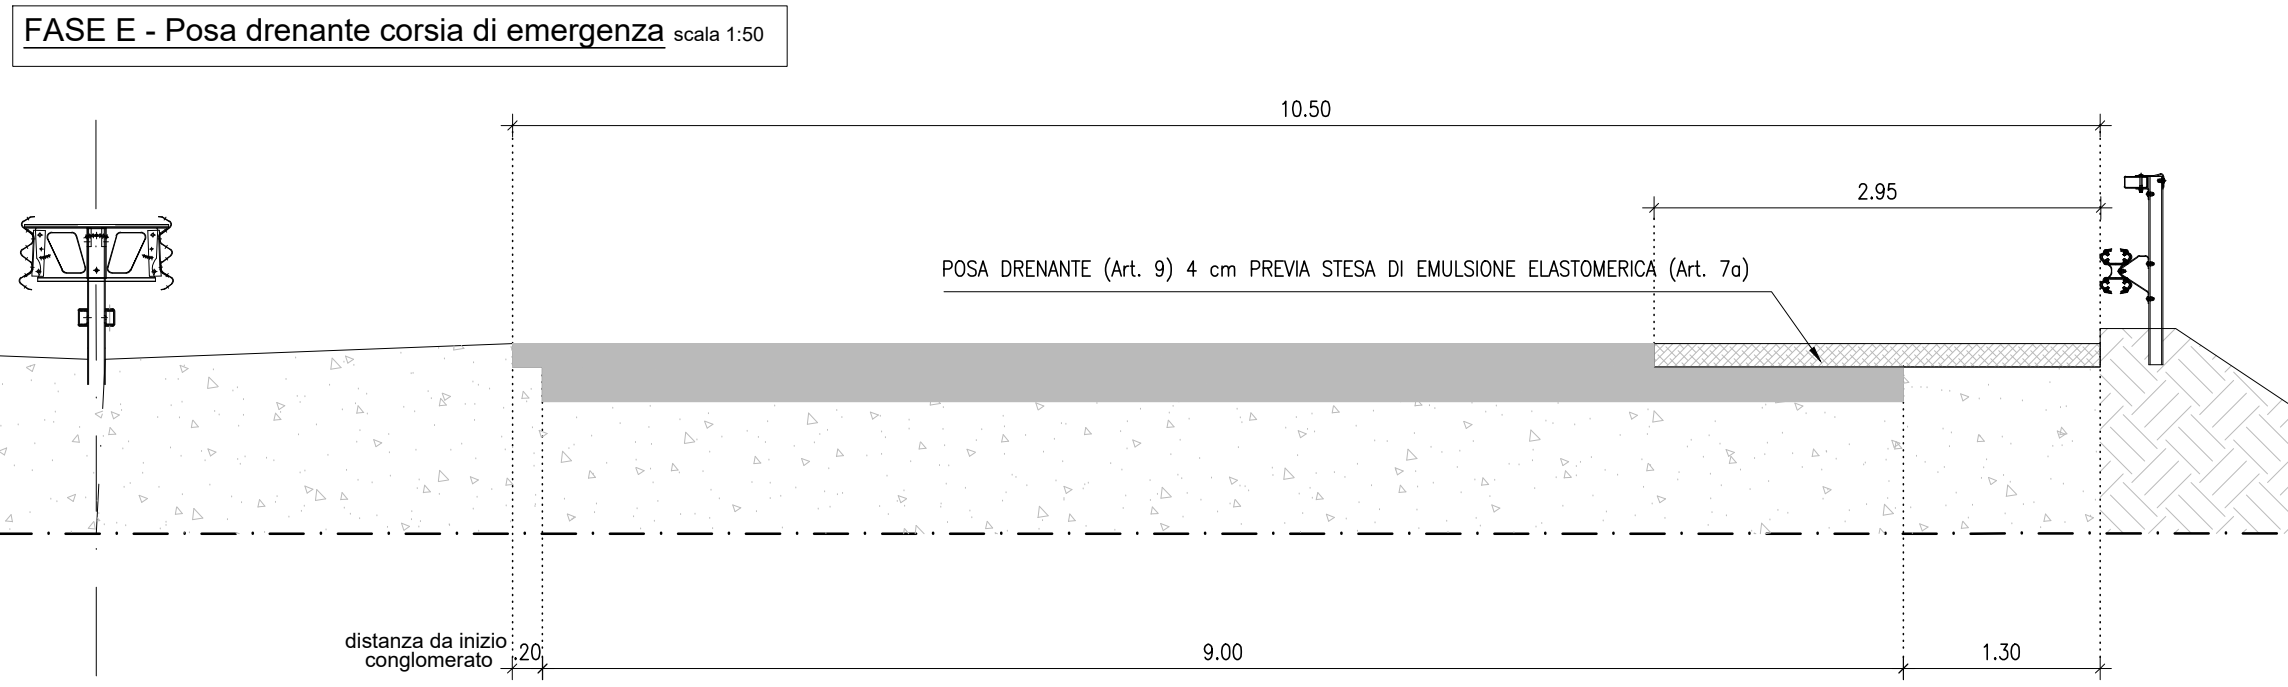 FASE E - Posa drenante corsia di emergenza scala 1:50
10.50
2.95
POSA DRENANTE (Art. 9) 4 cm PREVIA STESA DI EMULSIONE ELASTOMERICA (Art. 7a)
distanza da inizio
conglomerato
.20
9.00
1.30